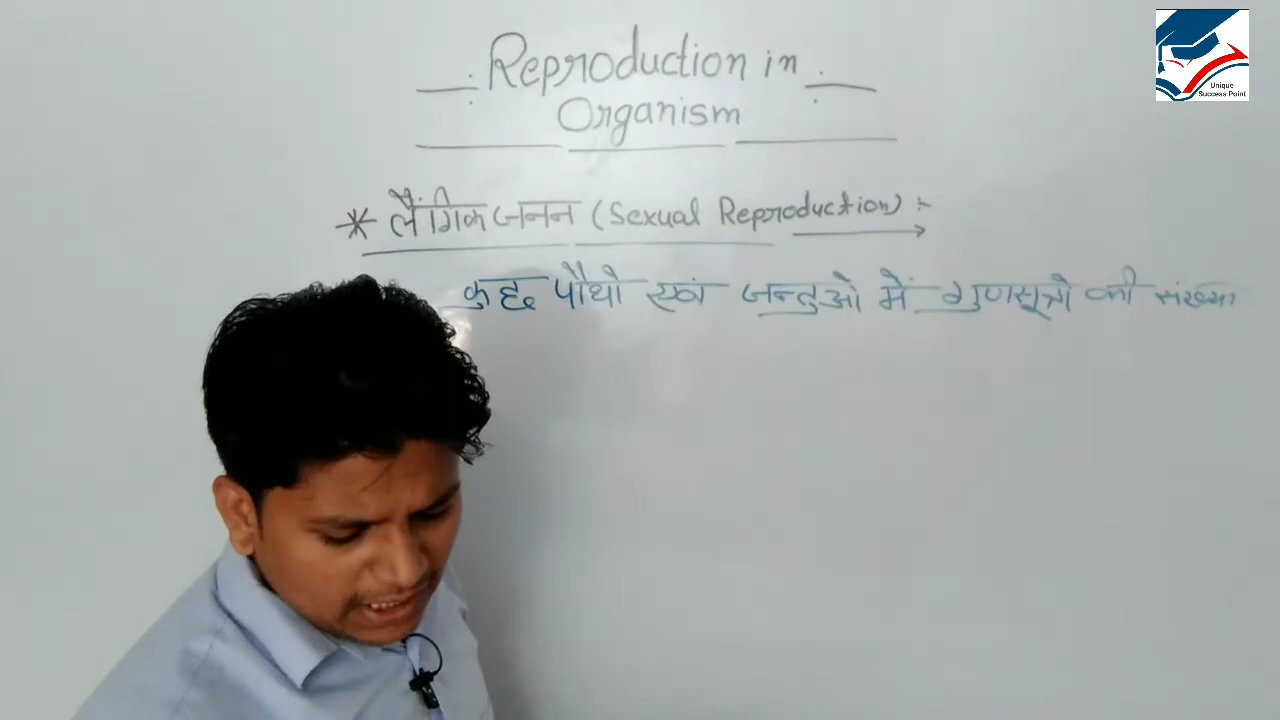 Reproduction in
Organism
* लैंगिक जनन (Sexual Reproduction) :-
कुछ पौधो एवं जन्तुओ में गुणसूत्रो की संख्या
Unique
Success Point